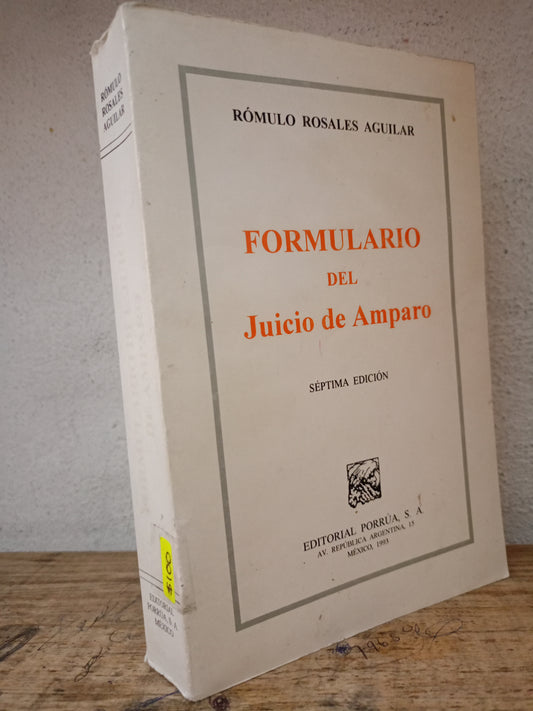 RÓMULO
ROSALES
AGUILAR
$100
EDITORIAL
PORRÚA, S. A.
MÉXICO
RÓMULO ROSALES AGUILAR
FORMULARIO
DEL
Juicio de Amparo
SÉPTIMA EDICIÓN
EDITORIAL PORRÚA, S. A.
AV. REPÚBLICA ARGENTINA, 15
MÉXICO, 1993